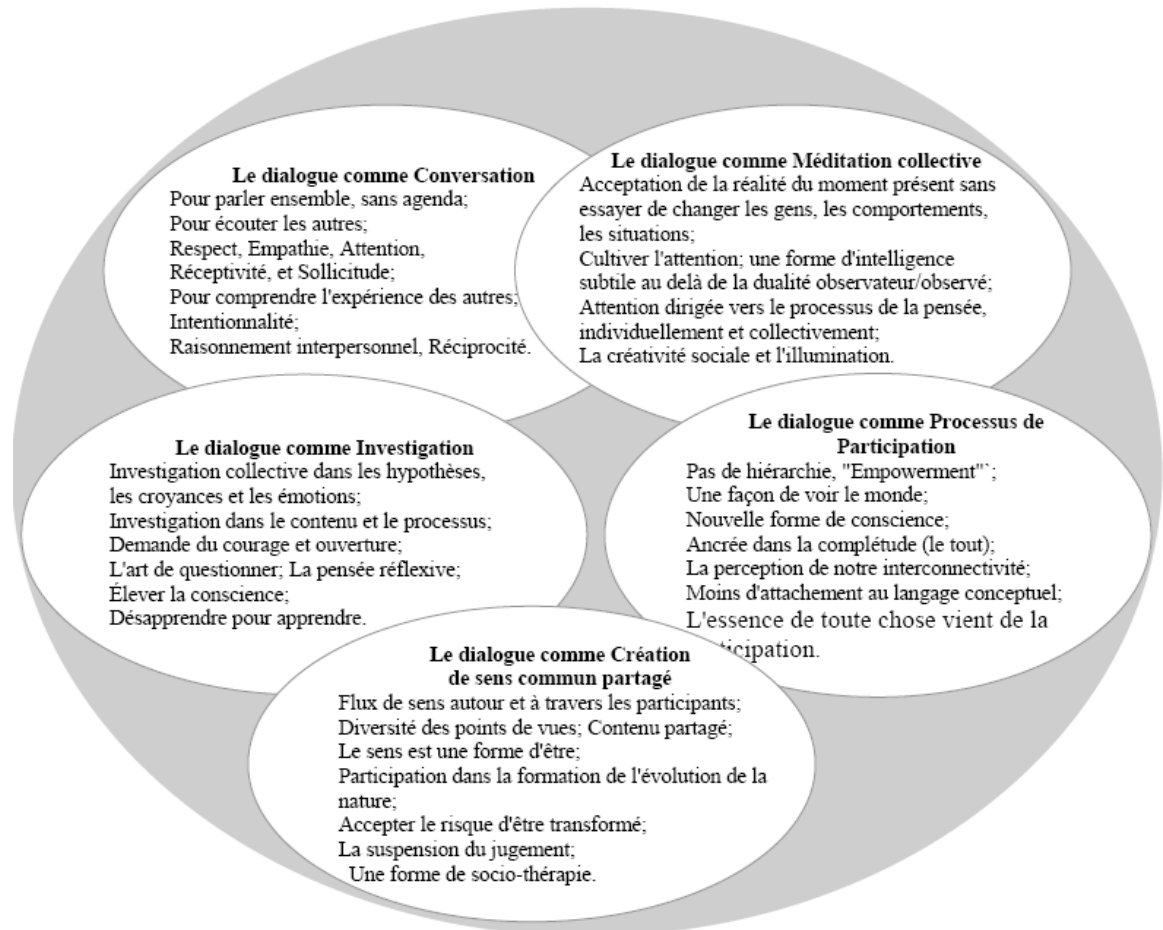 Le dialogue comme Conversation
Pour parler ensemble, sans agenda;
Pour écouter les autres;
Respect, Empathie, Attention,
Réceptivité, et Sollicitude;
Pour comprendre l'expérience des autres;
Intentionnalité;
Raisonnement interpersonnel, Réciprocité.
Le dialogue comme Méditation collective
Acceptation de la réalité du moment présent sans
essayer de changer les gens, les comportements,
les situations;
Cultiver l'attention; une forme d'intelligence
subtile au delà de la dualité observateur/observé;
Attention dirigée vers le processus de la pensée,
individuellement et collectivement;
La créativité sociale et l'illumination.
Le dialogue comme Investigation
Investigation collective dans les hypothèses,
les croyances et les émotions;
Investigation dans le contenu et le processus;
Demande du courage et ouverture;
L'art de questionner; La pensée réflexive;
Élever la conscience;
Désapprendre pour apprendre.
Le dialogue comme Processus de
Participation
Pas de hiérarchie, "Empowerment"`;
Une façon de voir le monde;
Nouvelle forme de conscience;
Ancrée dans la complétude (le tout);
La perception de notre interconnectivité;
Moins d'attachement au langage conceptuel;
L'essence de toute chose vient de la
participation.
Le dialogue comme Création
de sens commun partagé
Flux de sens autour et à travers les participants;
Diversité des points de vues; Contenu partagé;
Le sens est une forme d'être;
Participation dans la formation de l'évolution de la
nature;
Accepter le risque d'être transformé;
La suspension du jugement;
Une forme de socio-thérapie.